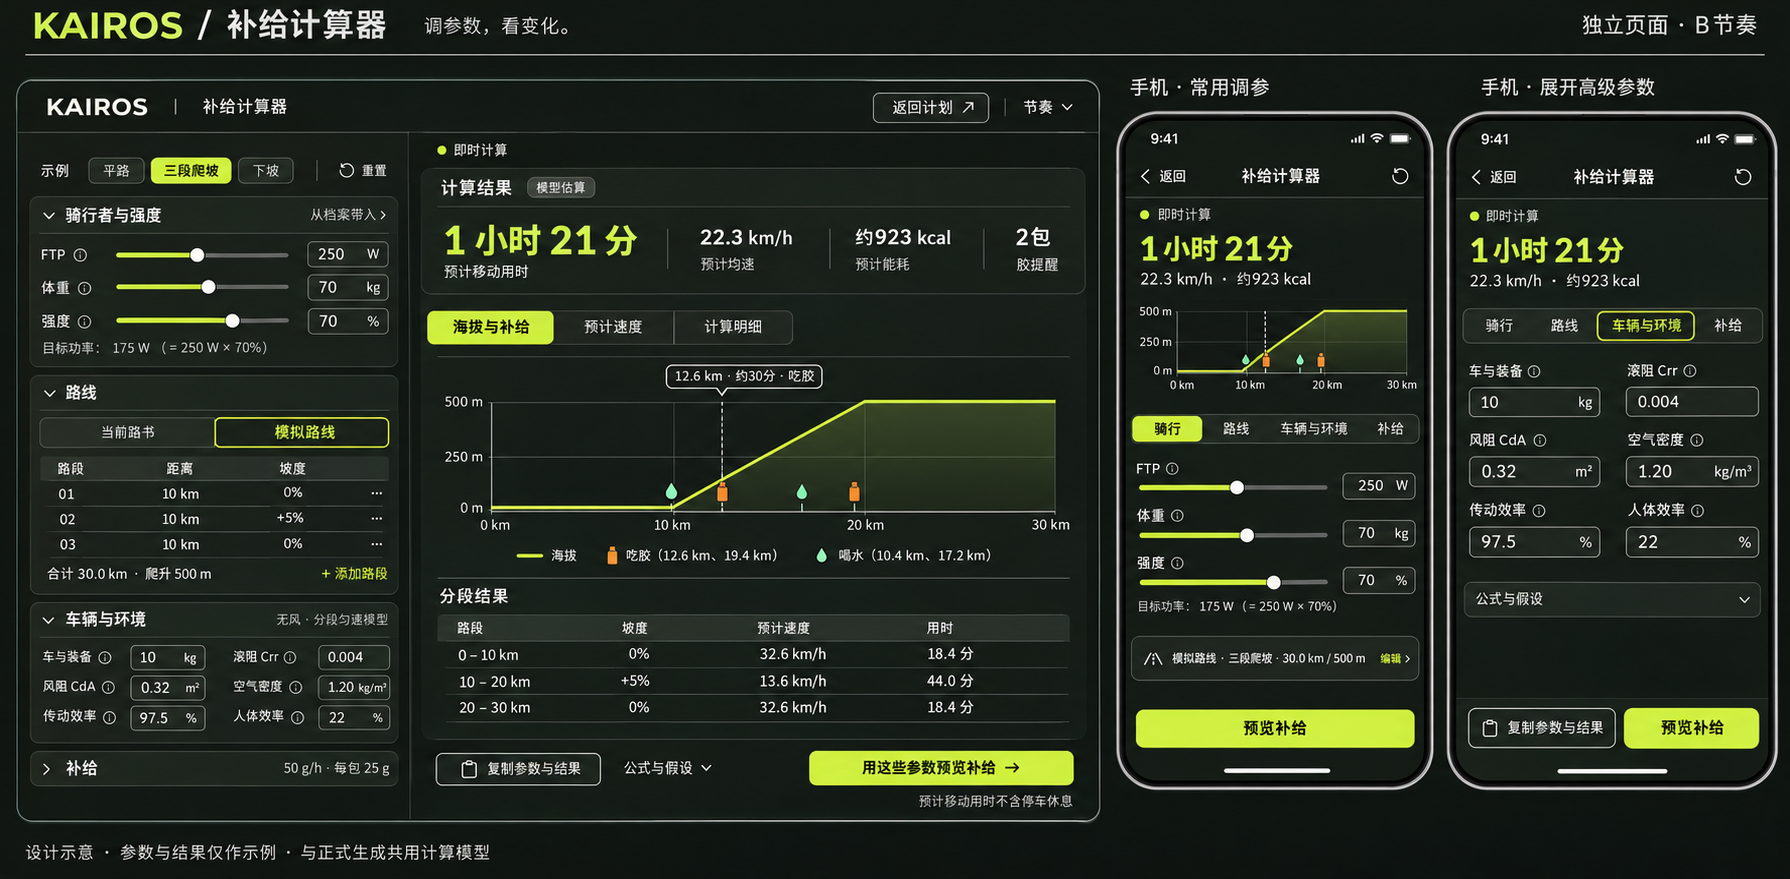 KAIROS / 补给计算器 调参数，看变化。 独立页面 · B 节奏
KAIROS | 补给计算器 返回计划 ↗ 节奏
示例 平路 三段爬坡 下坡 重置
骑行者与强度 从档案带入 >
FTP 250 W
体重 70 kg
强度 70 %
目标功率： 175 W （= 250 W × 70%）
路线
当前路书 模拟路线
路段 距离 坡度
01 10 km 0% ···
02 10 km +5% ···
03 10 km 0% ···
合计 30.0 km · 爬升 500 m + 添加路段
车辆与环境 无风 · 分段匀速模型
车与装备 10 kg 滚阻 Crr 0.004
风阻 CdA 0.32 m² 空气密度 1.20 kg/m³
传动效率 97.5 % 人体效率 22 %
补给 50 g/h · 每包 25 g
即时计算
计算结果 模型估算
1 小时 21 分 22.3 km/h 约923 kcal 2包
预计移动用时 预计均速 预计能耗 胶提醒
海拔与补给 预计速度 计算明细
12.6 km · 约30分 · 吃胶
500 m
250 m
0 m
0 km 10 km 20 km 30 km
海拔 吃胶（12.6 km、19.4 km） 喝水（10.4 km、17.2 km）
分段结果
路段 坡度 预计速度 用时
0 – 10 km 0% 32.6 km/h 18.4 分
10 – 20 km +5% 13.6 km/h 44.0 分
20 – 30 km 0% 32.6 km/h 18.4 分
复制参数与结果 公式与假设 用这些参数预览补给 →
预计移动用时不含停车休息
手机 · 常用调参
9:41
返回 补给计算器
即时计算
1小时 21分
22.3 km/h · 约923 kcal
500 m
250 m
0 m
0 km 10 km 20 km 30 km
骑行 路线 车辆与环境 补给
FTP 250 W
体重 70 kg
强度 70 %
目标功率： 175 W （= 250 W × 70%）
模拟路线 · 三段爬坡 · 30.0 km / 500 m 编辑 >
预览补给
手机 · 展开高级参数
9:41
返回 补给计算器
即时计算
1小时 21分
22.3 km/h · 约923 kcal
骑行 路线 车辆与环境 补给
车与装备 滚阻 Crr
10 kg 0.004
风阻 CdA 空气密度
0.32 m² 1.20 kg/m³
传动效率 人体效率
97.5 % 22 %
公式与假设
复制参数与结果 预览补给
设计示意 · 参数与结果仅作示例 · 与正式生成共用计算模型